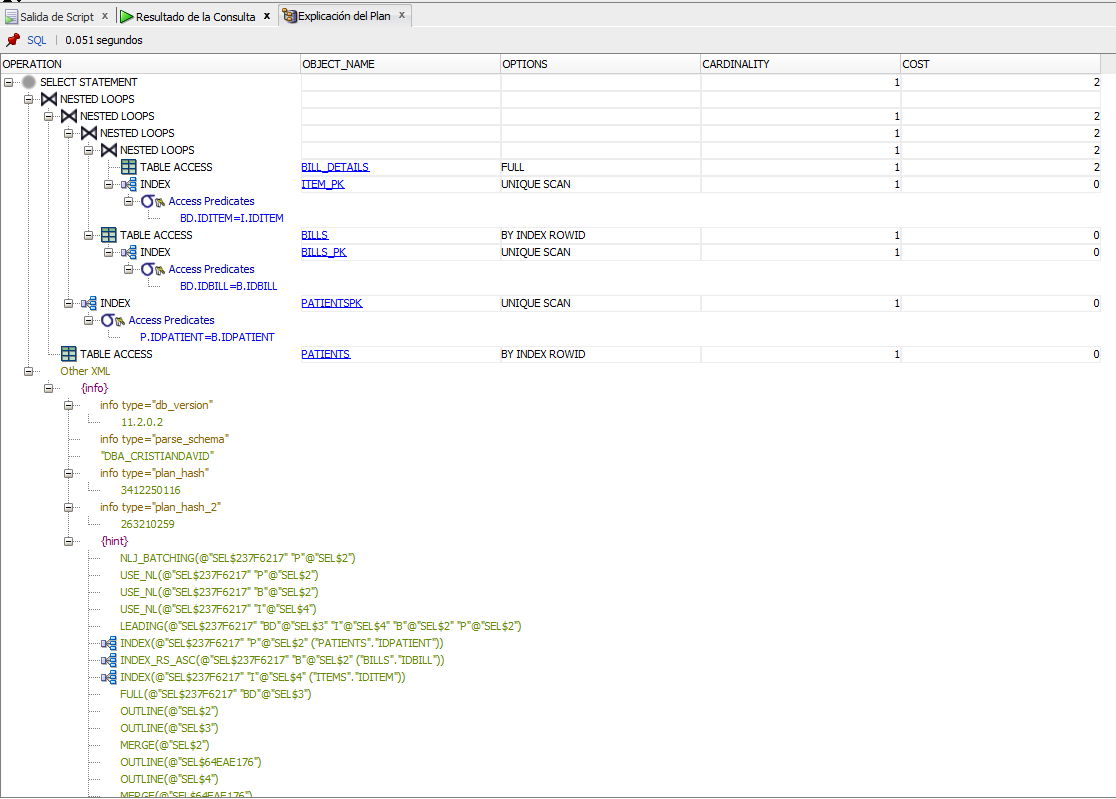 Salida de Script x Resultado de la Consulta x Explicación del Plan x
SQL | 0.051 segundos
OPERATION OBJECT_NAME OPTIONS CARDINALITY COST
SELECT STATEMENT 1 2
NESTED LOOPS
NESTED LOOPS 1 2
NESTED LOOPS 1 2
NESTED LOOPS 1 2
TABLE ACCESS BILL_DETAILS FULL 1 2
INDEX ITEM_PK UNIQUE SCAN 1 0
Access Predicates
BD.IDITEM=I.IDITEM
TABLE ACCESS BILLS BY INDEX ROWID 1 0
INDEX BILLS_PK UNIQUE SCAN 1 0
Access Predicates
BD.IDBILL=B.IDBILL
INDEX PATIENTSPK UNIQUE SCAN 1 0
Access Predicates
P.IDPATIENT=B.IDPATIENT
TABLE ACCESS PATIENTS BY INDEX ROWID 1 0
Other XML
{info}
info type="db_version"
11.2.0.2
info type="parse_schema"
"DBA_CRISTIANDAVID"
info type="plan_hash"
3412250116
info type="plan_hash_2"
263210259
{hint}
NLJ_BATCHING(@"SEL$237F6217" "P"@"SEL$2")
USE_NL(@"SEL$237F6217" "P"@"SEL$2")
USE_NL(@"SEL$237F6217" "B"@"SEL$2")
USE_NL(@"SEL$237F6217" "I"@"SEL$4")
LEADING(@"SEL$237F6217" "BD"@"SEL$3" "I"@"SEL$4" "B"@"SEL$2" "P"@"SEL$2")
INDEX(@"SEL$237F6217" "P"@"SEL$2" ("PATIENTS"."IDPATIENT"))
INDEX_RS_ASC(@"SEL$237F6217" "B"@"SEL$2" ("BILLS"."IDBILL"))
INDEX(@"SEL$237F6217" "I"@"SEL$4" ("ITEMS"."IDITEM"))
FULL(@"SEL$237F6217" "BD"@"SEL$3")
OUTLINE(@"SEL$2")
OUTLINE(@"SEL$3")
MERGE(@"SEL$2")
OUTLINE(@"SEL$64EAE176")
OUTLINE(@"SEL$4")
MERGE(@"SEL$64EAE176")